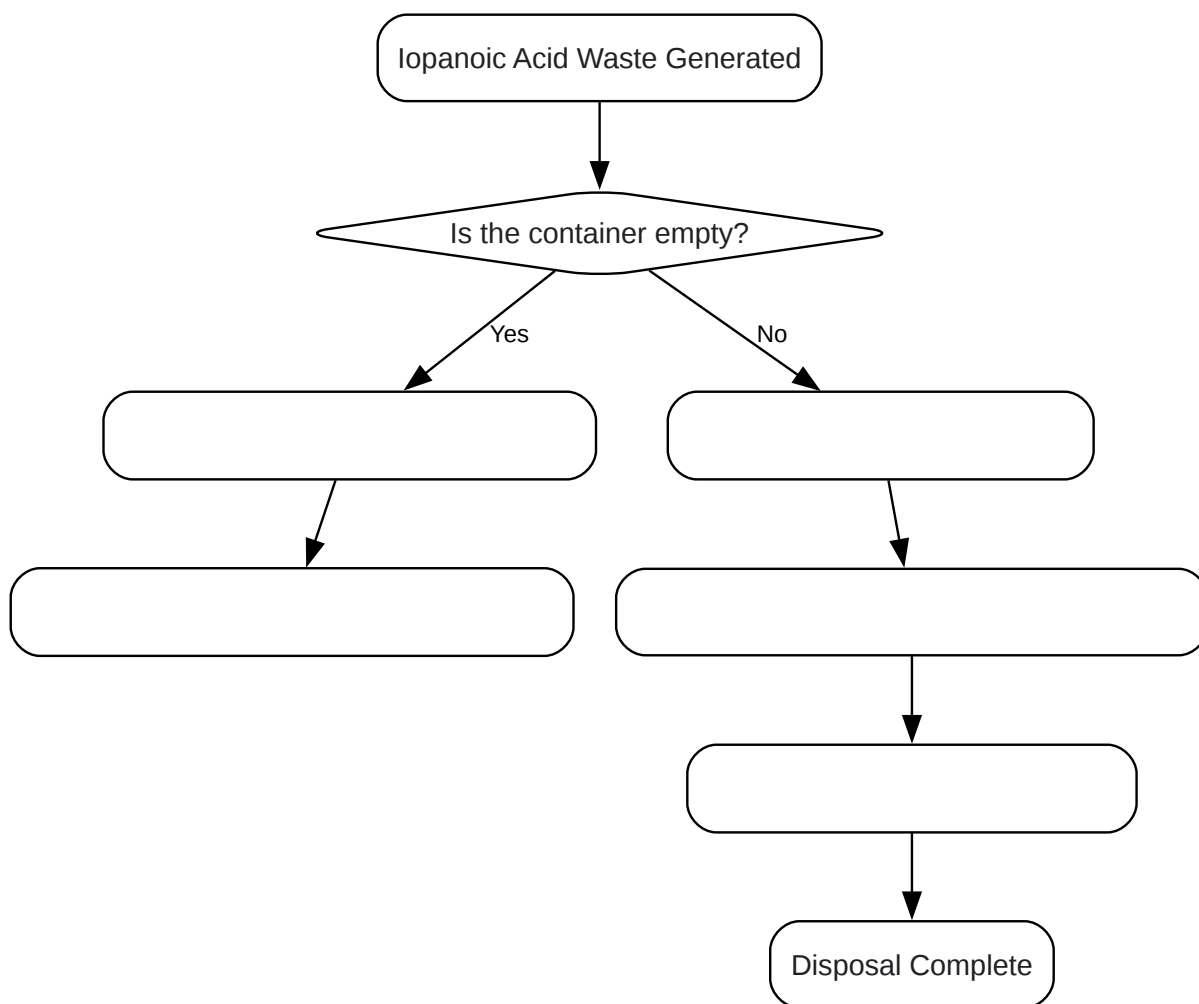 Iopanoic Acid Waste Generated
Is the container empty?
Yes
No
Disposal Complete